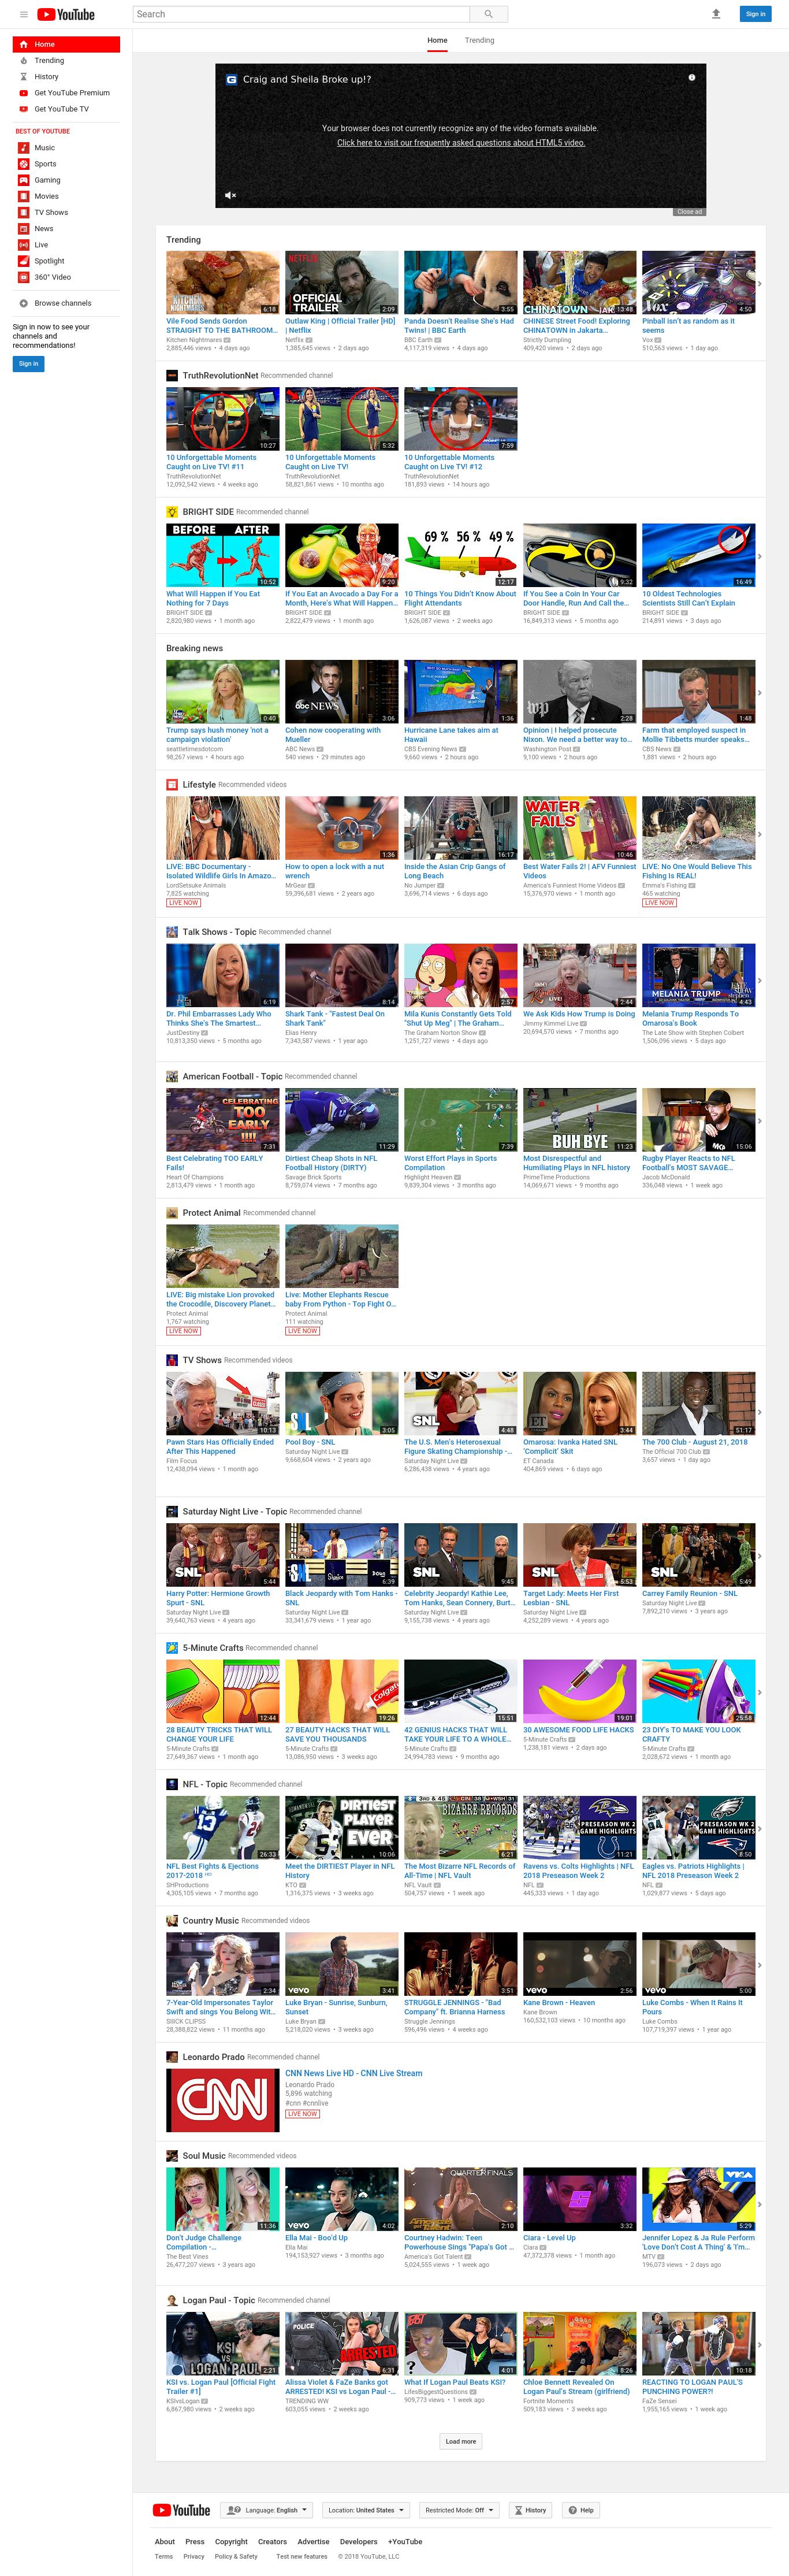 YouTube
Search
Sign in
Home
Trending
History
Get YouTube Premium
Get YouTube TV
BEST OF YOUTUBE
Music
Sports
Gaming
Movies
TV Shows
News
Live
Spotlight
360° Video
Browse channels
Sign in now to see your
channels and
recommendations!
Sign in
Home Trending
Craig and Sheila Broke up!?
Your browser does not currently recognize any of the video formats available.
Click here to visit our frequently asked questions about HTML5 video.
Close ad
Trending
KITCHEN NIGHTMARES 6:18
NETFLIX OFFICIAL TRAILER 2:09
3:55
CHINATOWN 13:48
Vox 4:50
Vile Food Sends Gordon
STRAIGHT TO THE BATHROOM...
Kitchen Nightmares
2,885,446 views • 4 days ago
Outlaw King | Official Trailer [HD]
| Netflix
Netflix
1,385,645 views • 2 days ago
Panda Doesn't Realise She's Had
Twins! | BBC Earth
BBC Earth
4,117,319 views • 4 days ago
CHINESE Street Food! Exploring
CHINATOWN in Jakarta...
Strictly Dumpling
409,420 views • 2 days ago
Pinball isn't as random as it
seems
Vox
510,563 views • 1 day ago
TruthRevolutionNet Recommended channel
10:27
5:32
7:59
10 Unforgettable Moments
Caught on Live TV! #11
TruthRevolutionNet
12,092,542 views • 4 weeks ago
10 Unforgettable Moments
Caught on Live TV!
TruthRevolutionNet
58,821,861 views • 10 months ago
10 Unforgettable Moments
Caught on Live TV! #12
TruthRevolutionNet
181,893 views • 14 hours ago
BRIGHT SIDE Recommended channel
BEFORE AFTER 10:52
9:20
69 % 56 % 49 % 12:17
9:32
16:49
What Will Happen If You Eat
Nothing for 7 Days
BRIGHT SIDE
2,820,980 views • 1 month ago
If You Eat an Avocado a Day For a
Month, Here's What Will Happen...
BRIGHT SIDE
2,822,479 views • 1 month ago
10 Things You Didn't Know About
Flight Attendants
BRIGHT SIDE
1,626,087 views • 2 weeks ago
If You See a Coin In Your Car
Door Handle, Run And Call the...
BRIGHT SIDE
16,849,313 views • 5 months ago
10 Oldest Technologies
Scientists Still Can't Explain
BRIGHT SIDE
214,891 views • 3 days ago
Breaking news
0:40
abc NEWS 3:06
1:36
wp 2:28
1:48
Trump says hush money 'not a
campaign violation'
seattletimesdotcom
98,267 views • 4 hours ago
Cohen now cooperating with
Mueller
ABC News
540 views • 29 minutes ago
Hurricane Lane takes aim at
Hawaii
CBS Evening News
9,660 views • 2 hours ago
Opinion | I helped prosecute
Nixon. We need a better way to...
Washington Post
9,100 views • 2 hours ago
Farm that employed suspect in
Mollie Tibbetts murder speaks...
CBS News
1,881 views • 2 hours ago
Lifestyle Recommended videos
1:36
16:17
WATER FAILS 10:46
LIVE: BBC Documentary -
Isolated Wildlife Girls In Amazo...
LordSetsuke Animals
7,825 watching
LIVE NOW
How to open a lock with a nut
wrench
MrGear
59,396,681 views • 2 years ago
Inside the Asian Crip Gangs of
Long Beach
No Jumper
3,696,714 views • 6 days ago
Best Water Fails 2! | AFV Funniest
Videos
America's Funniest Home Videos
15,376,970 views • 1 month ago
LIVE: No One Would Believe This
Fishing Is REAL!
Emma's Fishing
465 watching
LIVE NOW
Talk Shows - Topic Recommended channel
6:19
8:14
2:57
LIVE! 2:44
MELANIA TRUMP 4:43
Dr. Phil Embarrasses Lady Who
Thinks She's The Smartest...
JustDestiny
10,813,350 views • 5 months ago
Shark Tank - "Fastest Deal On
Shark Tank"
Elias Henry
7,343,587 views • 1 year ago
Mila Kunis Constantly Gets Told
"Shut Up Meg" | The Graham...
The Graham Norton Show
1,251,727 views • 4 days ago
We Ask Kids How Trump is Doing
Jimmy Kimmel Live
20,694,570 views • 7 months ago
Melania Trump Responds To
Omarosa's Book
The Late Show with Stephen Colbert
1,506,096 views • 5 days ago
American Football - Topic Recommended channel
CELEBRATING TOO EARLY !!!! 7:31
11:29
7:39
BUH BYE 11:23
15:06
Best Celebrating TOO EARLY
Fails!
Heart Of Champions
2,813,479 views • 1 month ago
Dirtiest Cheap Shots in NFL
Football History (DIRTY)
Savage Brick Sports
8,759,074 views • 7 months ago
Worst Effort Plays in Sports
Compilation
Highlight Heaven
9,839,304 views • 3 months ago
Most Disrespectful and
Humiliating Plays in NFL history
PrimeTime Productions
14,069,671 views • 9 months ago
Rugby Player Reacts to NFL
Football's MOST SAVAGE...
Jacob McDonald
336,048 views • 1 week ago
Protect Animal Recommended channel
LIVE: Big mistake Lion provoked
the Crocodile, Discovery Planet...
Protect Animal
1,767 watching
LIVE NOW
Live: Mother Elephants Rescue
baby From Python - Top Fight O...
Protect Animal
111 watching
LIVE NOW
TV Shows Recommended videos
CLOSED 10:13
SNL 3:05
SNL 4:48
ET 3:44
51:17
Pawn Stars Has Officially Ended
After This Happened
Film Focus
12,438,094 views • 1 month ago
Pool Boy - SNL
Saturday Night Live
9,668,604 views • 2 years ago
The U.S. Men's Heterosexual
Figure Skating Championship -...
Saturday Night Live
6,286,438 views • 4 years ago
Omarosa: Ivanka Hated SNL
'Complicit' Skit
ET Canada
404,869 views • 6 days ago
The 700 Club - August 21, 2018
The Official 700 Club
3,657 views • 1 day ago
Saturday Night Live - Topic Recommended channel
SNL 5:44
SNL Shanice Doug 6:39
SNL 9:45
SNL 5:53
5:49
Harry Potter: Hermione Growth
Spurt - SNL
Saturday Night Live
39,640,763 views • 4 years ago
Black Jeopardy with Tom Hanks -
SNL
Saturday Night Live
33,341,679 views • 1 year ago
Celebrity Jeopardy! Kathie Lee,
Tom Hanks, Sean Connery, Burt...
Saturday Night Live
9,155,738 views • 4 years ago
Target Lady: Meets Her First
Lesbian - SNL
Saturday Night Live
4,252,289 views • 4 years ago
Carrey Family Reunion - SNL
Saturday Night Live
7,892,210 views • 3 years ago
5-Minute Crafts Recommended channel
12:44
Colgate 19:26
15:51
19:01
25:58
28 BEAUTY TRICKS THAT WILL
CHANGE YOUR LIFE
5-Minute Crafts
27,649,367 views • 1 month ago
27 BEAUTY HACKS THAT WILL
SAVE YOU THOUSANDS
5-Minute Crafts
13,086,950 views • 3 weeks ago
42 GENIUS HACKS THAT WILL
TAKE YOUR LIFE TO A WHOLE...
5-Minute Crafts
24,994,783 views • 9 months ago
30 AWESOME FOOD LIFE HACKS
5-Minute Crafts
1,238,181 views • 2 days ago
23 DIY's TO MAKE YOU LOOK
CRAFTY
5-Minute Crafts
2,028,672 views • 1 month ago
NFL - Topic Recommended channel
26:33
DIRTIEST PLAYER EVER 10:06
BIZARRE RECORDS 6:21
PRESEASON WK 2 GAME HIGHLIGHTS 11:21
PRESEASON WK 2 GAME HIGHLIGHTS 8:50
NFL Best Fights & Ejections
2017-2018 ᴴᴰ
SHProductions
4,305,105 views • 7 months ago
Meet the DIRTIEST Player in NFL
History
KTO
1,316,375 views • 3 weeks ago
The Most Bizarre NFL Records of
All-Time | NFL Vault
NFL Vault
504,757 views • 1 week ago
Ravens vs. Colts Highlights | NFL
2018 Preseason Week 2
NFL
445,333 views • 1 day ago
Eagles vs. Patriots Highlights |
NFL 2018 Preseason Week 2
NFL
1,029,877 views • 5 days ago
Country Music Recommended videos
2:34
vevo 3:41
3:51
vevo 2:56
vevo 5:00
7-Year-Old Impersonates Taylor
Swift and sings You Belong Wit...
SlliCK CLIPSS
28,388,822 views • 11 months ago
Luke Bryan - Sunrise, Sunburn,
Sunset
Luke Bryan
5,218,020 views • 3 weeks ago
STRUGGLE JENNINGS - "Bad
Company" ft. Brianna Harness
Struggle Jennings
596,496 views • 4 weeks ago
Kane Brown - Heaven
Kane Brown
160,532,103 views • 10 months ago
Luke Combs - When It Rains It
Pours
Luke Combs
107,719,397 views • 1 year ago
Leonardo Prado Recommended channel
CNN
CNN News Live HD - CNN Live Stream
Leonardo Prado
5,896 watching
#cnn #cnnlive
LIVE NOW
Soul Music Recommended videos
11:36
vevo 4:02
QUARTERFINALS 2:10
3:32
VMA 5:29
Don't Judge Challenge
Compilation -...
The Best Vines
26,477,207 views • 3 years ago
Ella Mai - Boo'd Up
Ella Mai
194,153,927 views • 3 months ago
Courtney Hadwin: Teen
Powerhouse Sings "Papa's Got ...
America's Got Talent
5,024,555 views • 1 week ago
Ciara - Level Up
Ciara
47,372,378 views • 1 month ago
Jennifer Lopez & Ja Rule Perform
'Love Don't Cost A Thing' & 'I'm...
MTV
196,073 views • 2 days ago
Logan Paul - Topic Recommended channel
KSI VS LOGAN PAUL 2:21
POLICE ARRESTED 6:31
? 4:01
8:26
10:18
KSI vs. Logan Paul [Official Fight
Trailer #1]
KSIvsLogan
6,867,980 views • 2 weeks ago
Alissa Violet & FaZe Banks got
ARRESTED! KSI vs Logan Paul -...
TRENDING WW
603,055 views • 2 weeks ago
What If Logan Paul Beats KSI?
LifesBiggestQuestions
909,773 views • 1 week ago
Chloe Bennett Revealed On
Logan Paul's Stream (girlfriend)
Fortnite Moments
509,183 views • 3 weeks ago
REACTING TO LOGAN PAUL'S
PUNCHING POWER?!
FaZe Sensei
1,955,165 views • 1 week ago
Load more
YouTube Language: English Location: United States Restricted Mode: Off History Help
About Press Copyright Creators Advertise Developers +YouTube
Terms Privacy Policy & Safety Test new features © 2018 YouTube, LLC